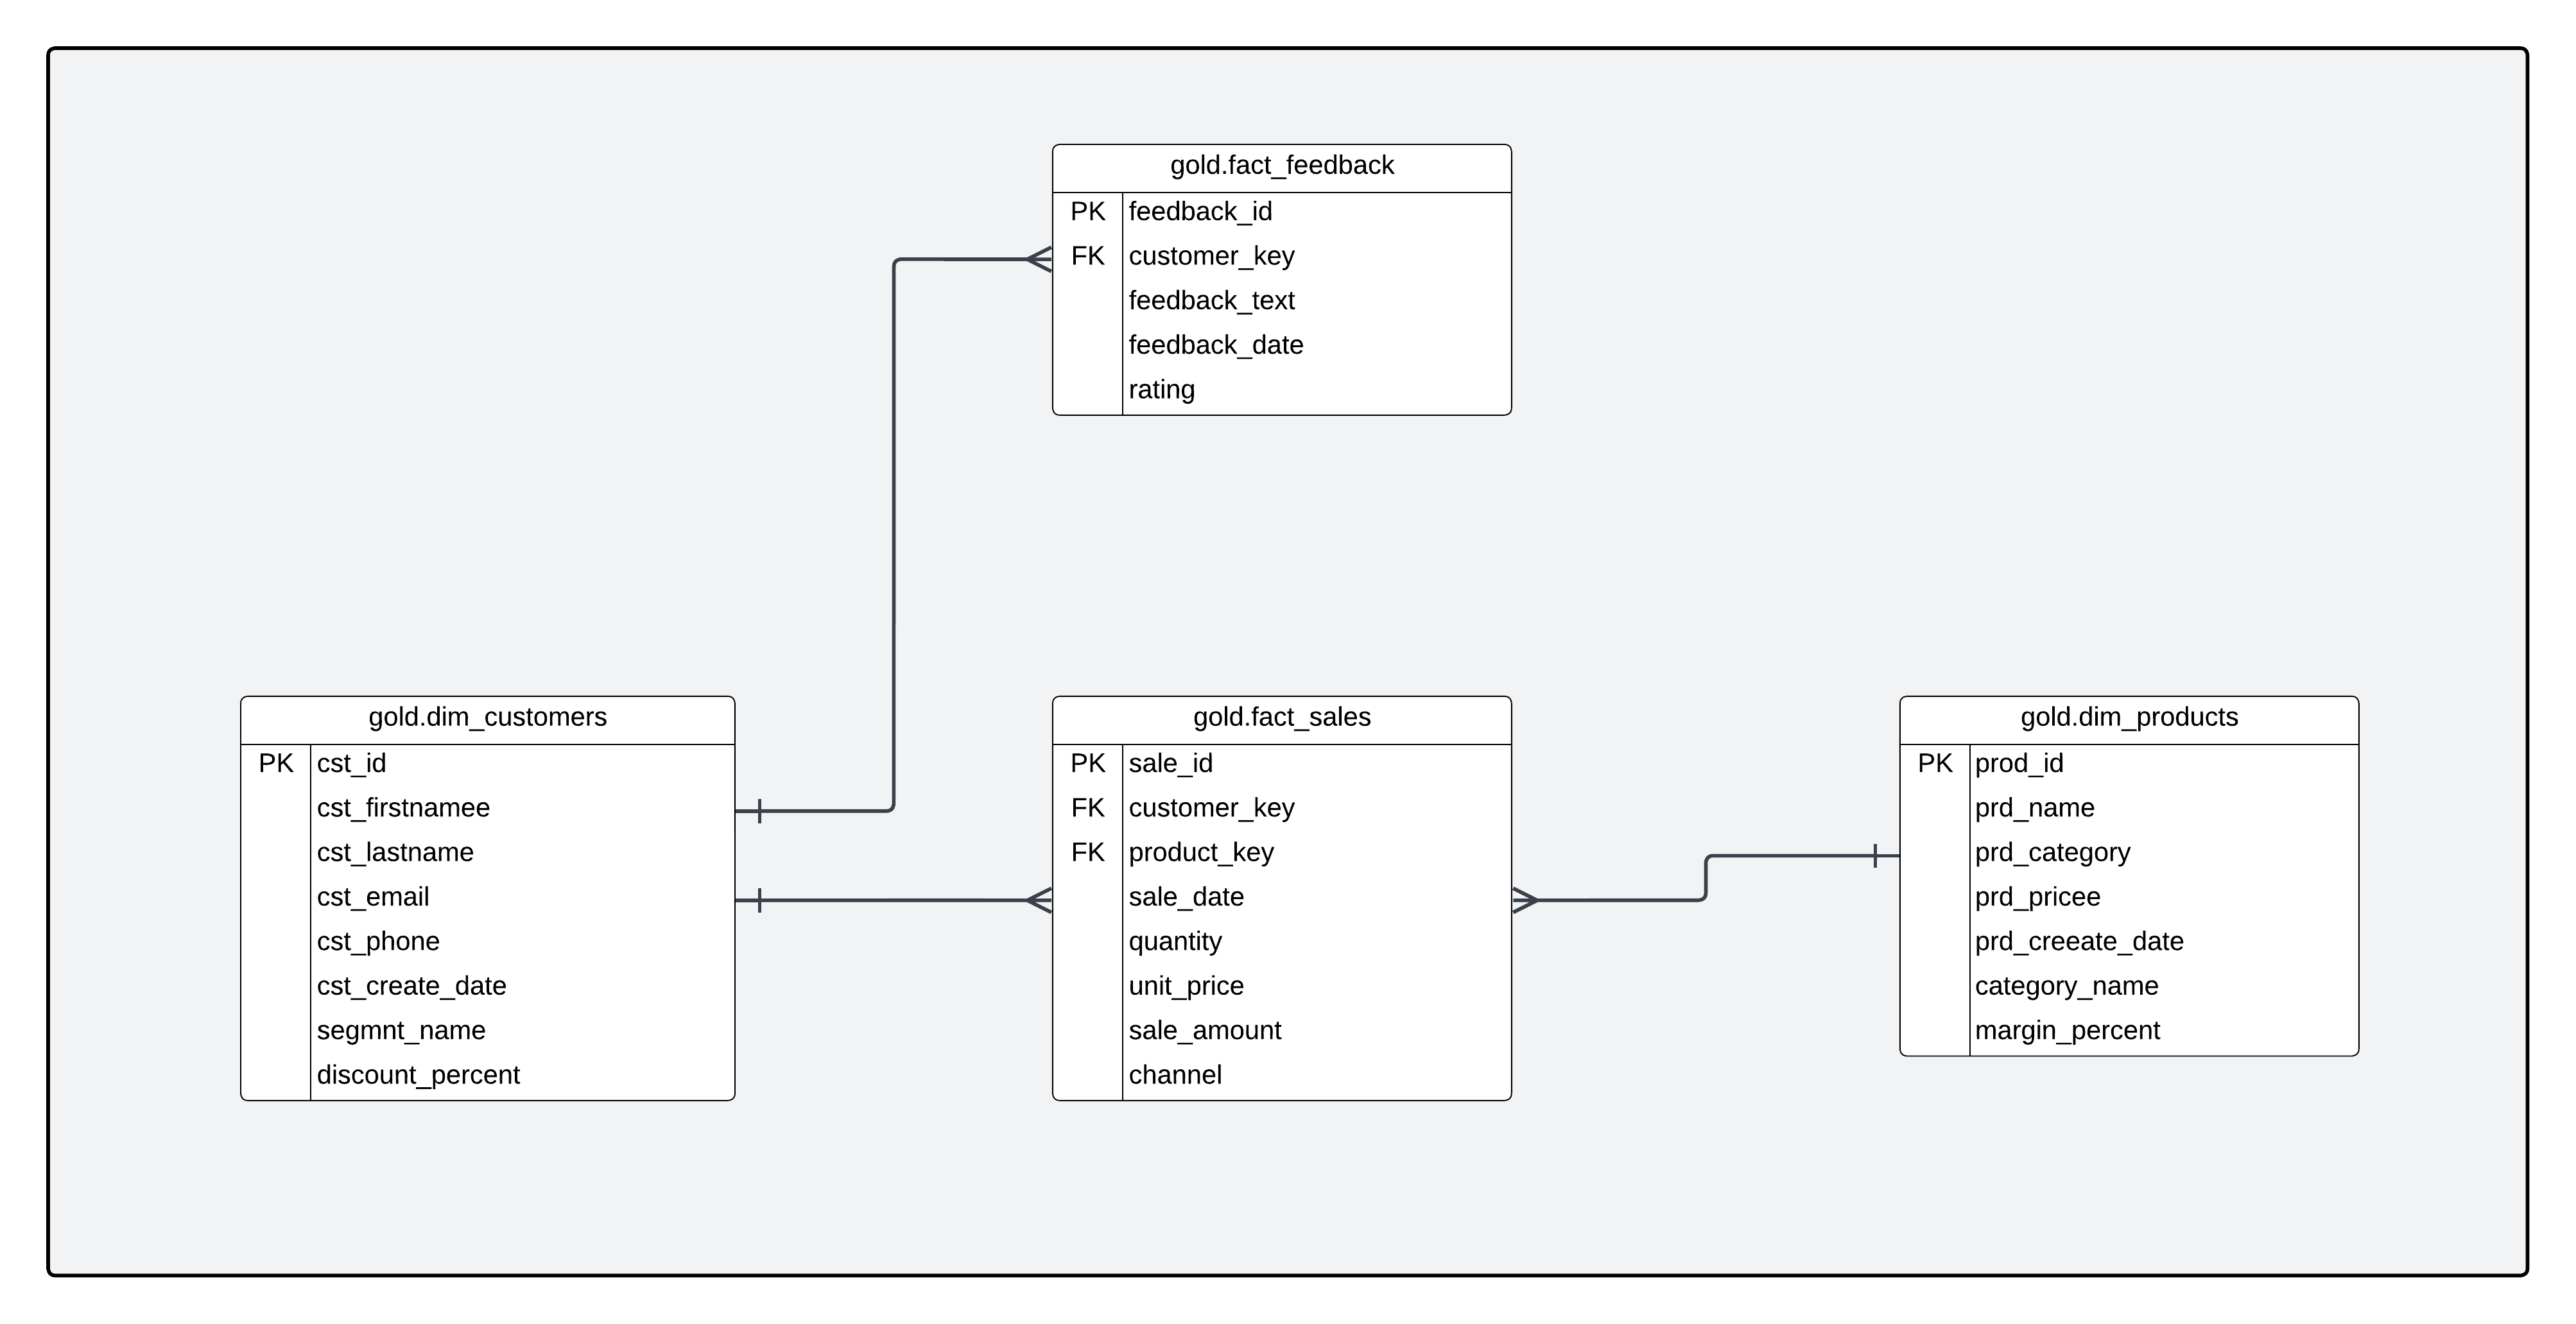 gold.fact_feedback
PK feedback_id
FK customer_key
feedback_text
feedback_date
rating
gold.dim_customers
PK cst_id
cst_firstnamee
cst_lastname
cst_email
cst_phone
cst_create_date
segmnt_name
discount_percent
gold.fact_sales
PK sale_id
FK customer_key
FK product_key
sale_date
quantity
unit_price
sale_amount
channel
gold.dim_products
PK prod_id
prd_name
prd_category
prd_pricee
prd_creeate_date
category_name
margin_percent